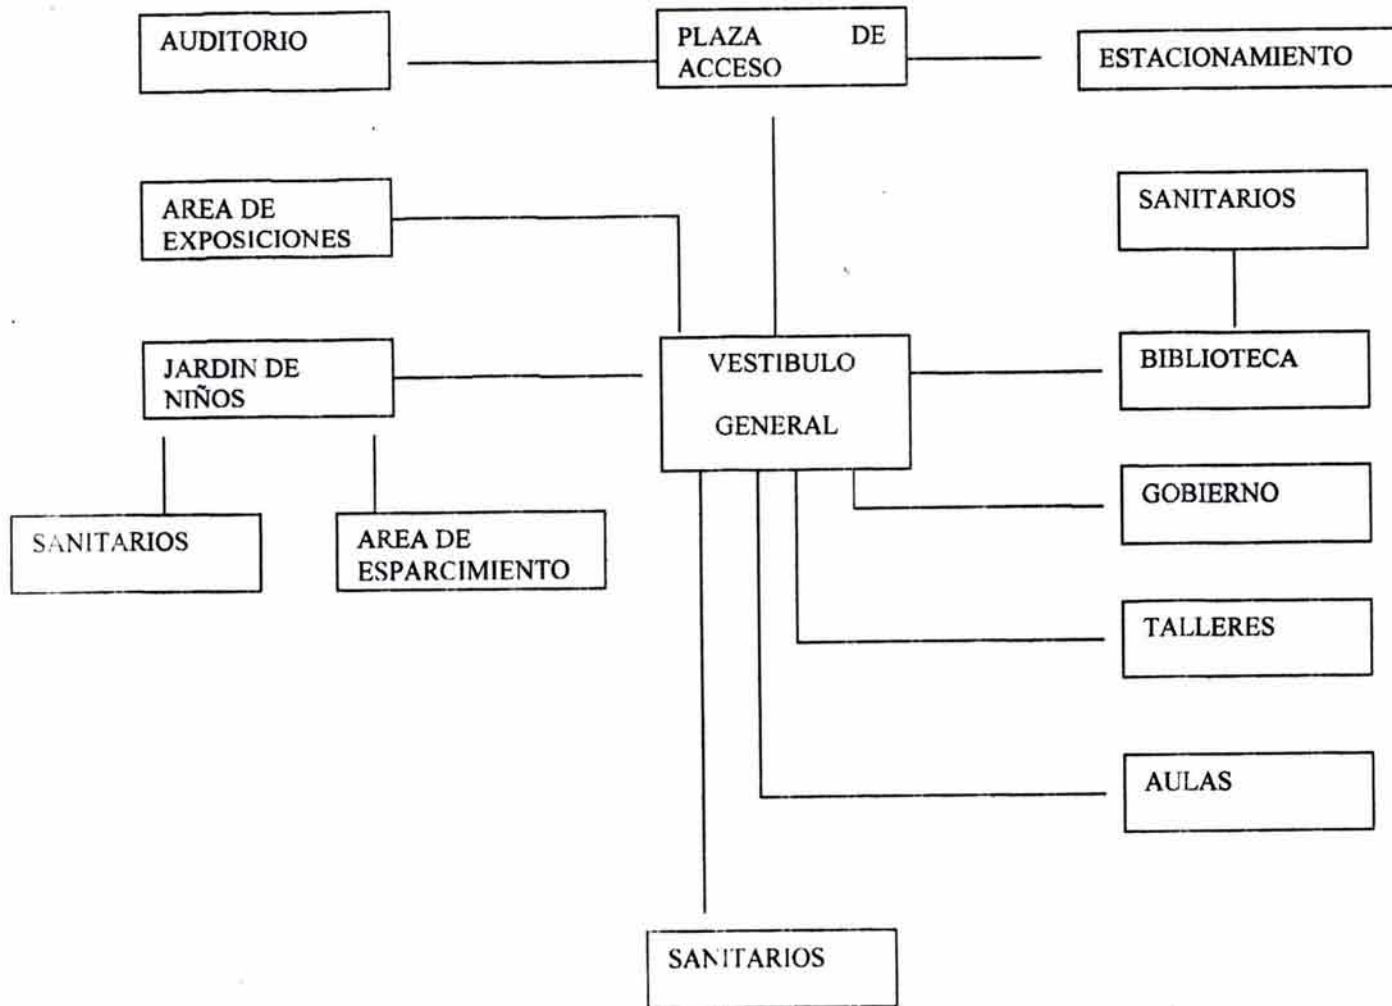 AUDITORIO
PLAZA DE
ACCESO
ESTACIONAMIENTO
AREA DE
EXPOSICIONES
SANITARIOS
JARDIN DE
NIÑOS
VESTIBULO
GENERAL
BIBLIOTECA
SANITARIOS
AREA DE
ESPARCIMIENTO
GOBIERNO
TALLERES
AULAS
SANITARIOS